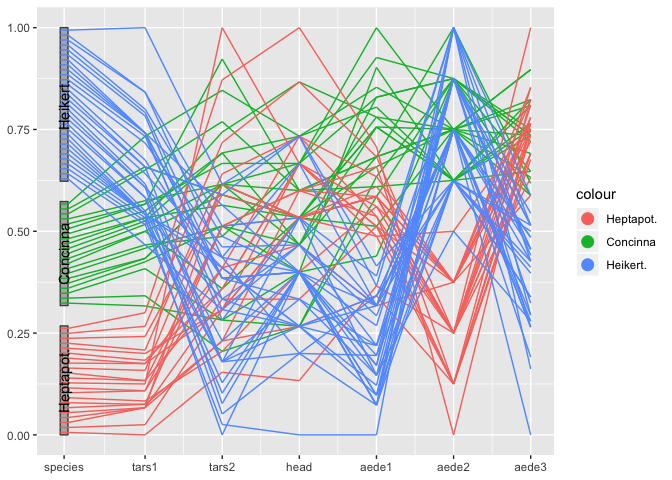 1.00
0.75
0.50
0.25
0.00
Heikert.
Concinna
Heptapot.
species tars1 tars2 head aede1 aede2 aede3
colour
Heptapot.
Concinna
Heikert.